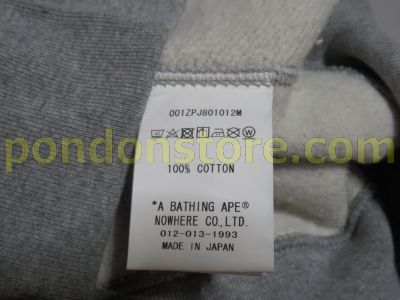 001ZPJ801012M
pondonstore.com
100% COTTON
"A BATHING APE®
NOWHERE CO.,LTD.
012-013-1993
MADE IN JAPAN